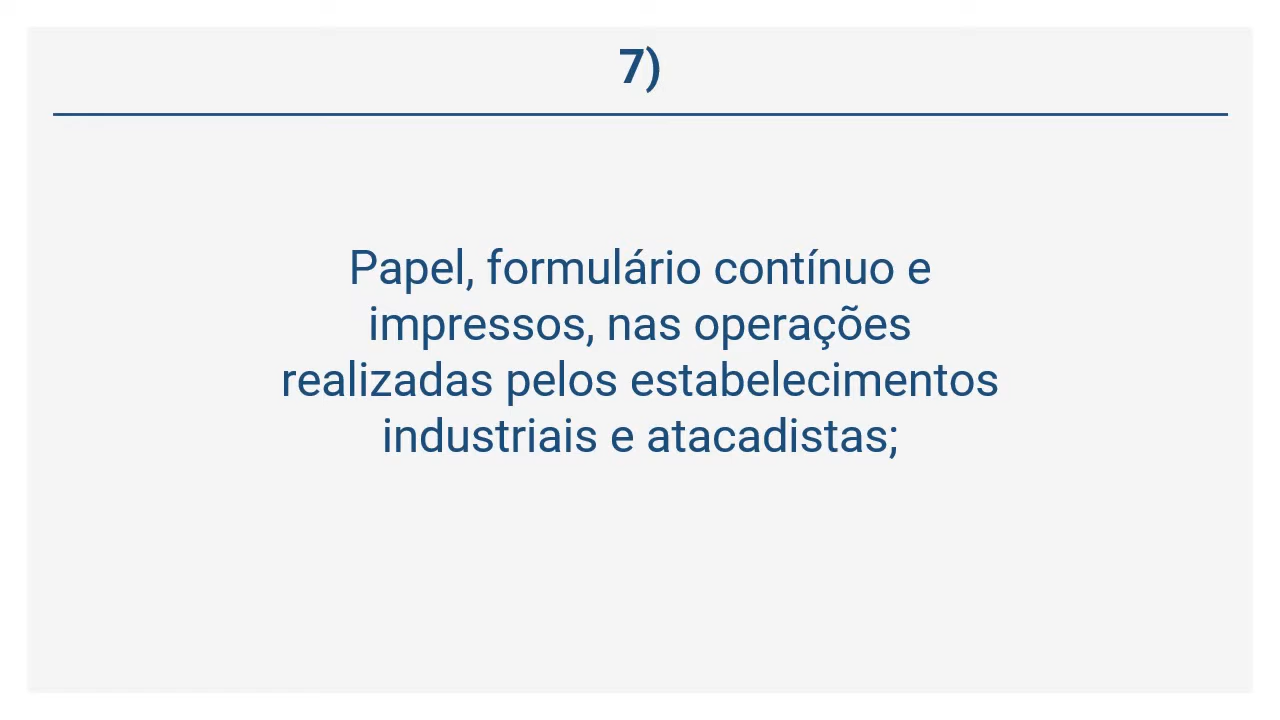 7)
Papel, formulário contínuo e
impressos, nas operações
realizadas pelos estabelecimentos
industriais e atacadistas;